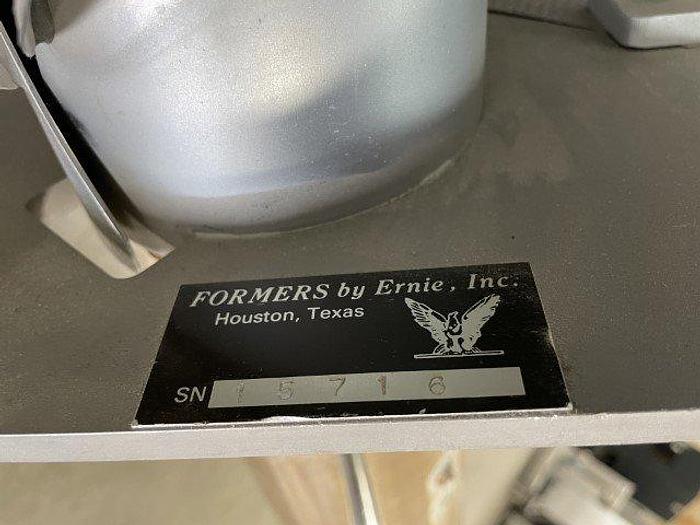 FORMERS by Ernie, Inc.
Houston, Texas
SN 15716